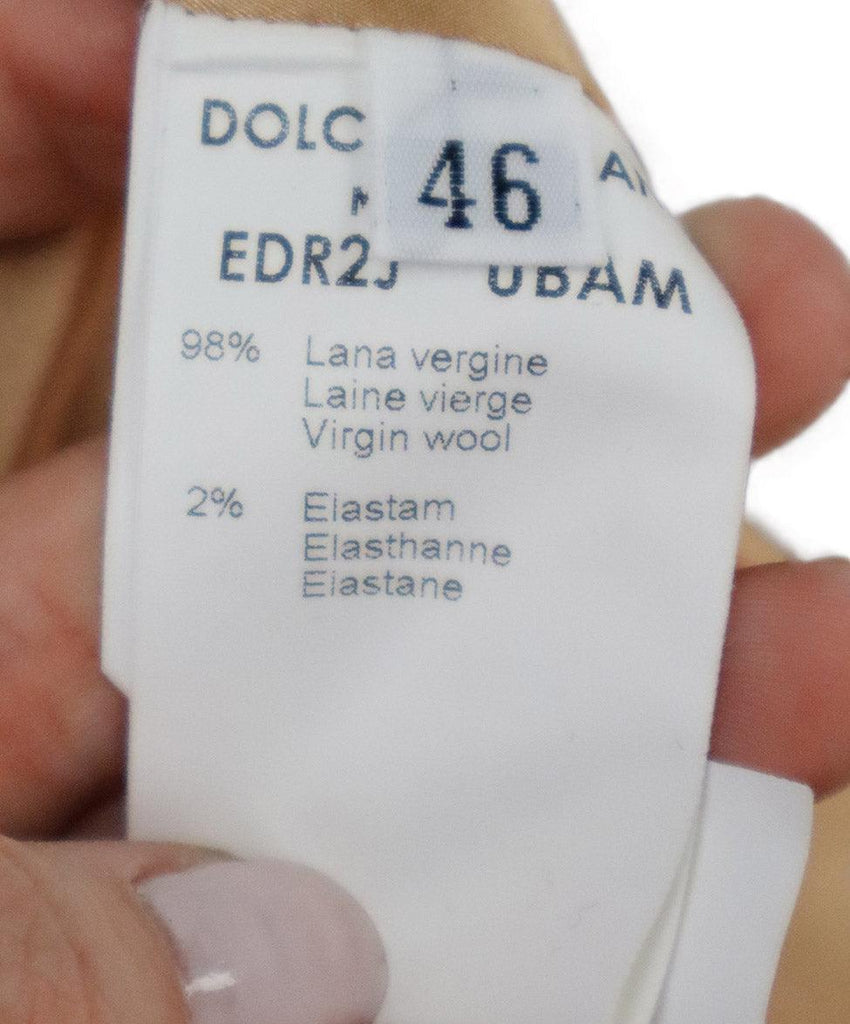 DOLC
46
EDR2J UBAM
98% Lana vergine
Laine vierge
Virgin wool
2% Elastam
Elasthanne
Elastane